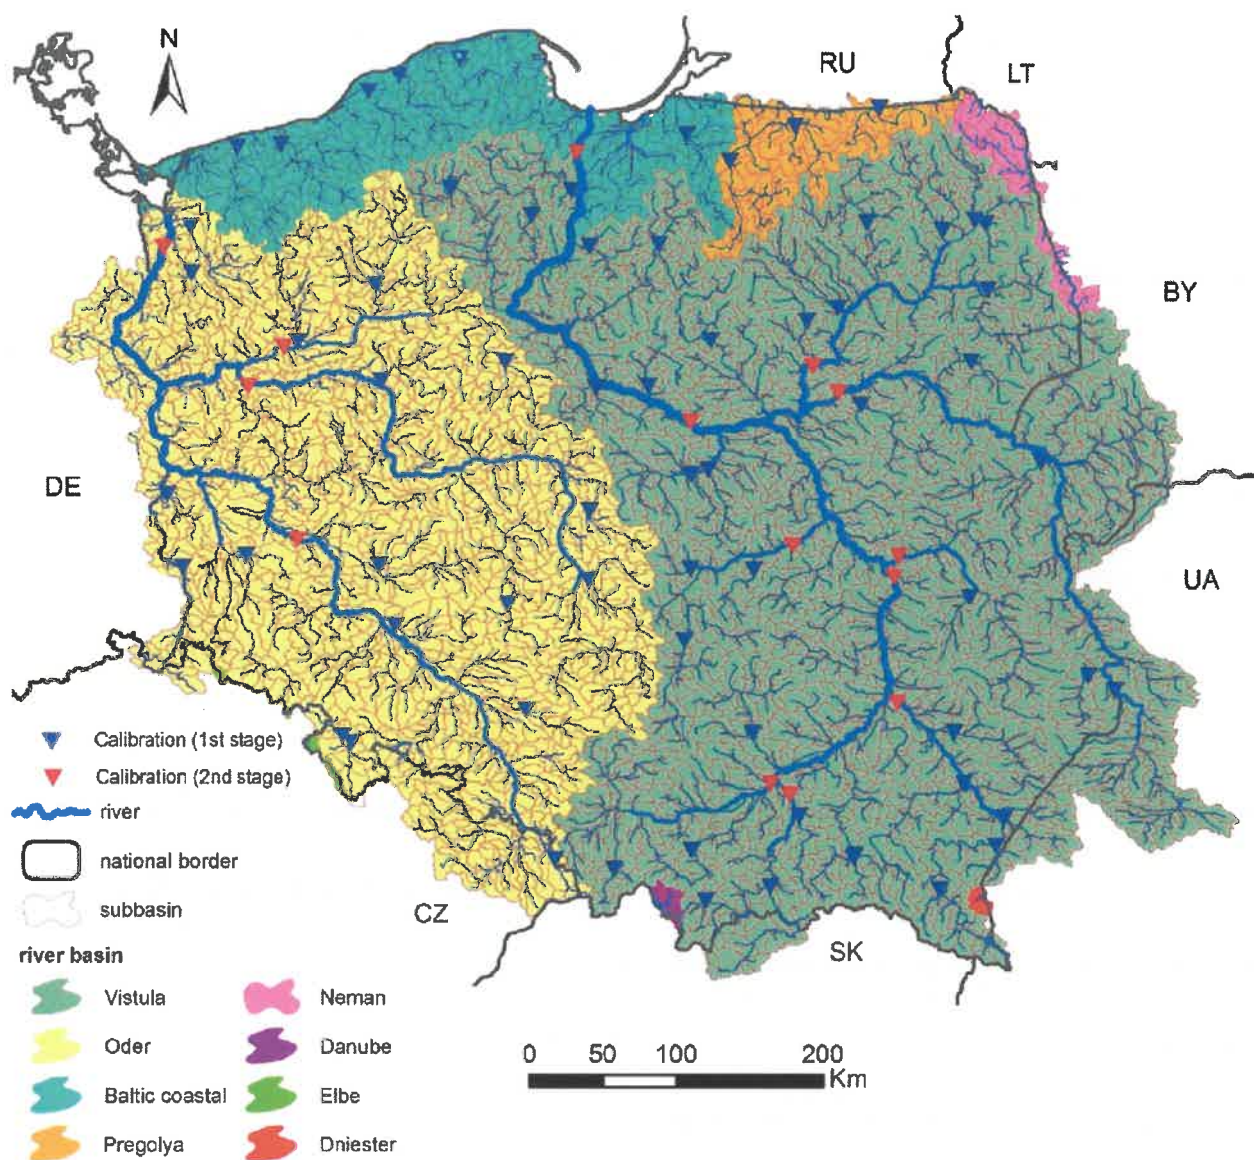 N
RU
LT
BY
DE
UA
CZ
SK
Calibration (1st stage)
Calibration (2nd stage)
river
national border
subbasin
river basin
Vistula
Neman
Oder
Danube
Baltic coastal
Elbe
Pregolya
Dniester
0 50 100 200
Km